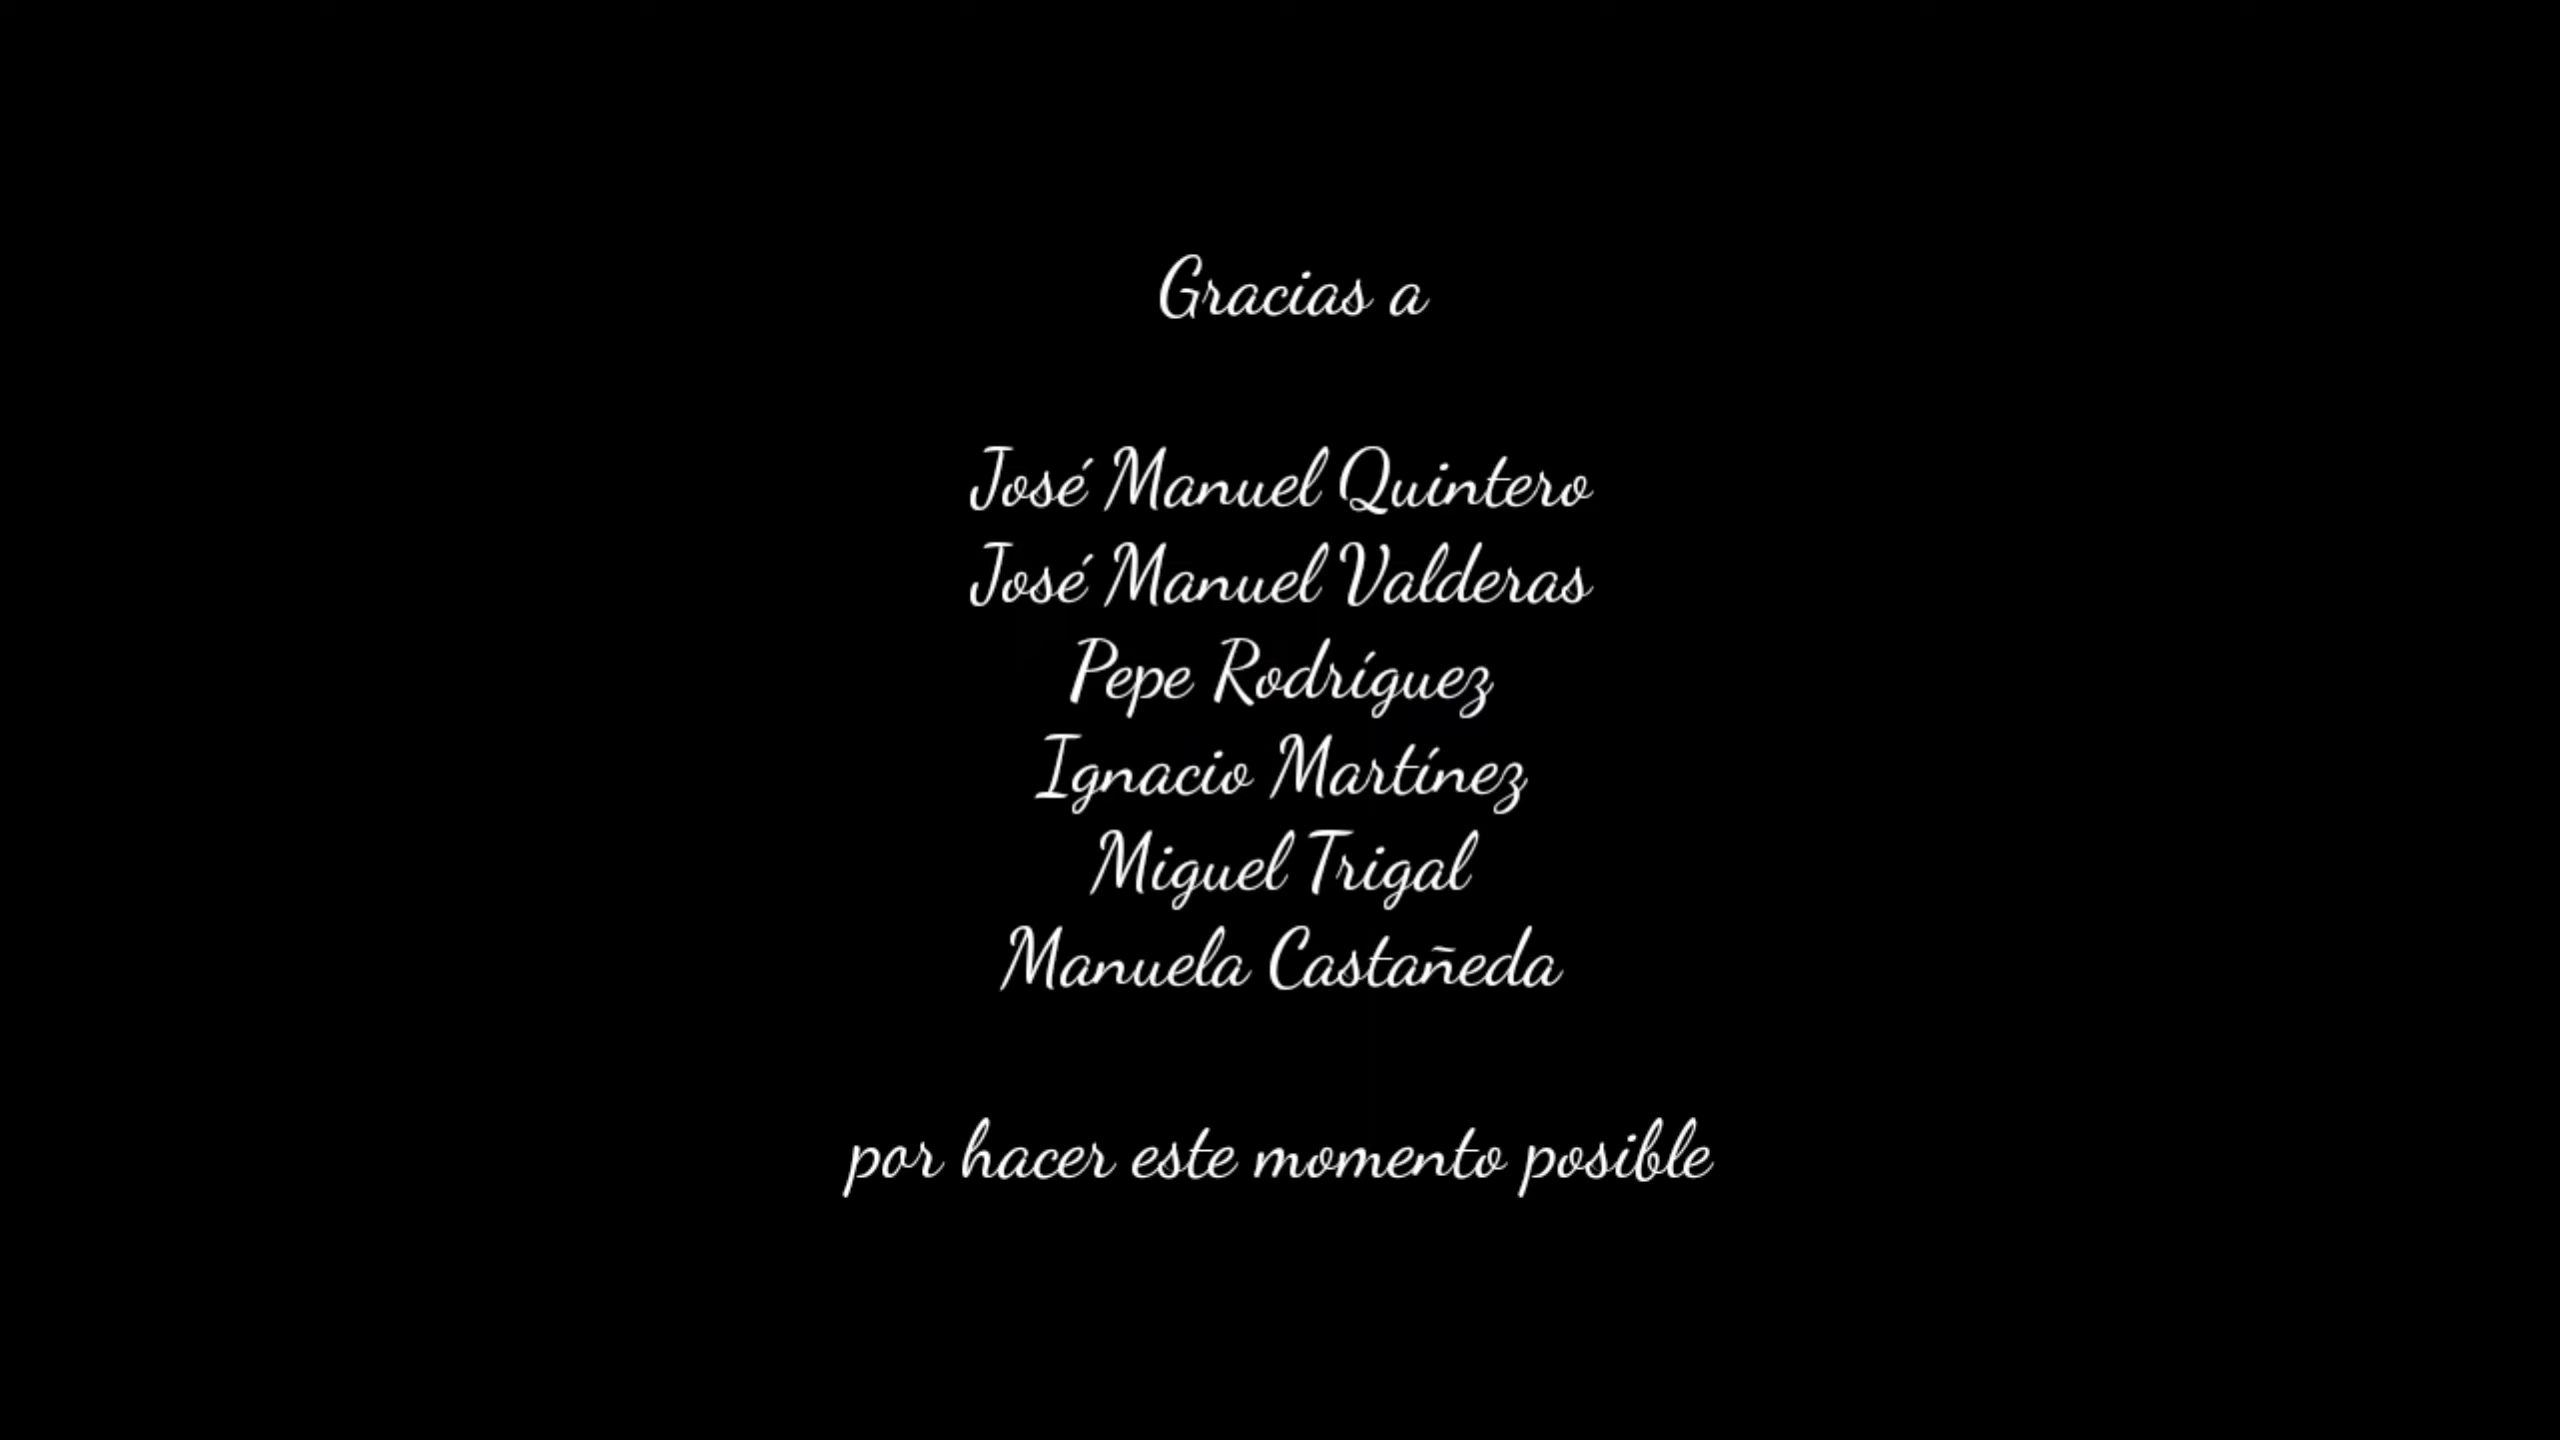 Gracias a
José Manuel Quintero
José Manuel Valderas
Pepe Rodríguez
Ignacio Martínez
Miguel Trigal
Manuela Castañeda
por hacer este momento posible